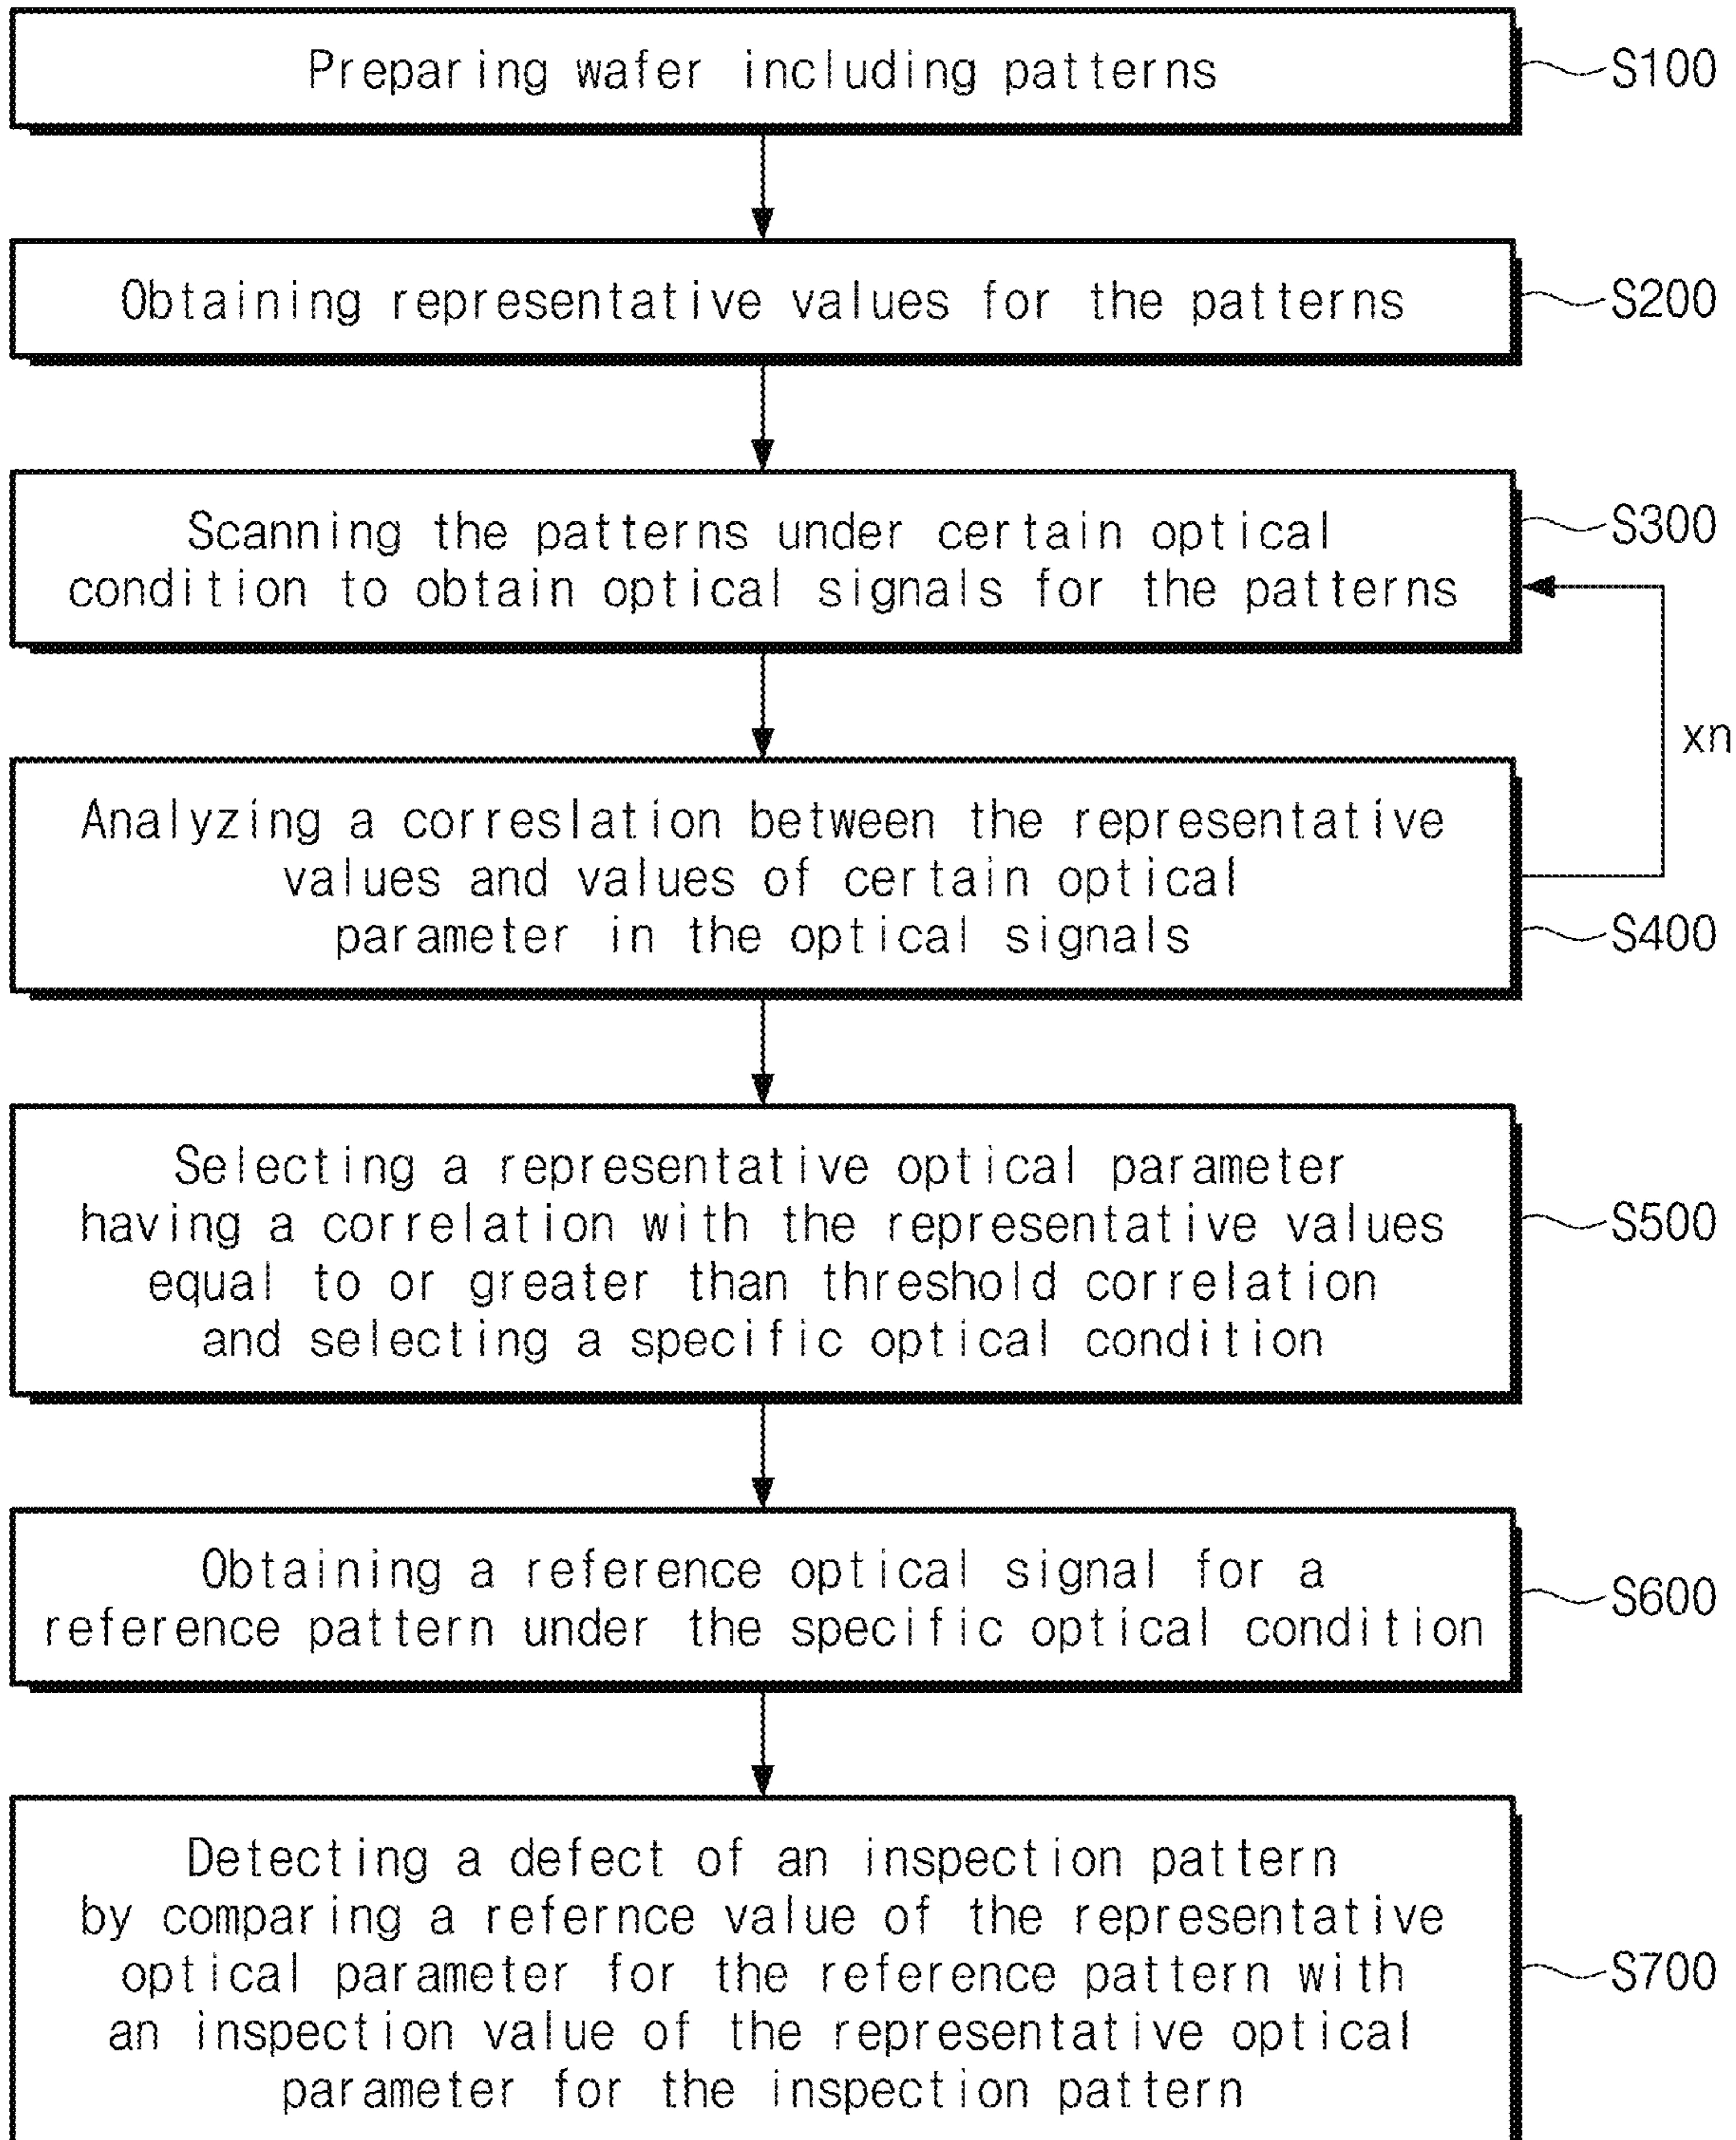 Preparing wafer including patterns
S100
Obtaining representative values for the patterns
S200
Scanning the patterns under certain optical
condition to obtain optical signals for the patterns
S300
xn
Analyzing a correslation between the representative
values and values of certain optical
parameter in the optical signals
S400
Selecting a representative optical parameter
having a correlation with the representative values
equal to or greater than threshold correlation
and selecting a specific optical condition
S500
Obtaining a reference optical signal for a
reference pattern under the specific optical condition
S600
Detecting a defect of an inspection pattern
by comparing a refernce value of the representative
optical parameter for the reference pattern with
an inspection value of the representative optical
parameter for the inspection pattern
S700